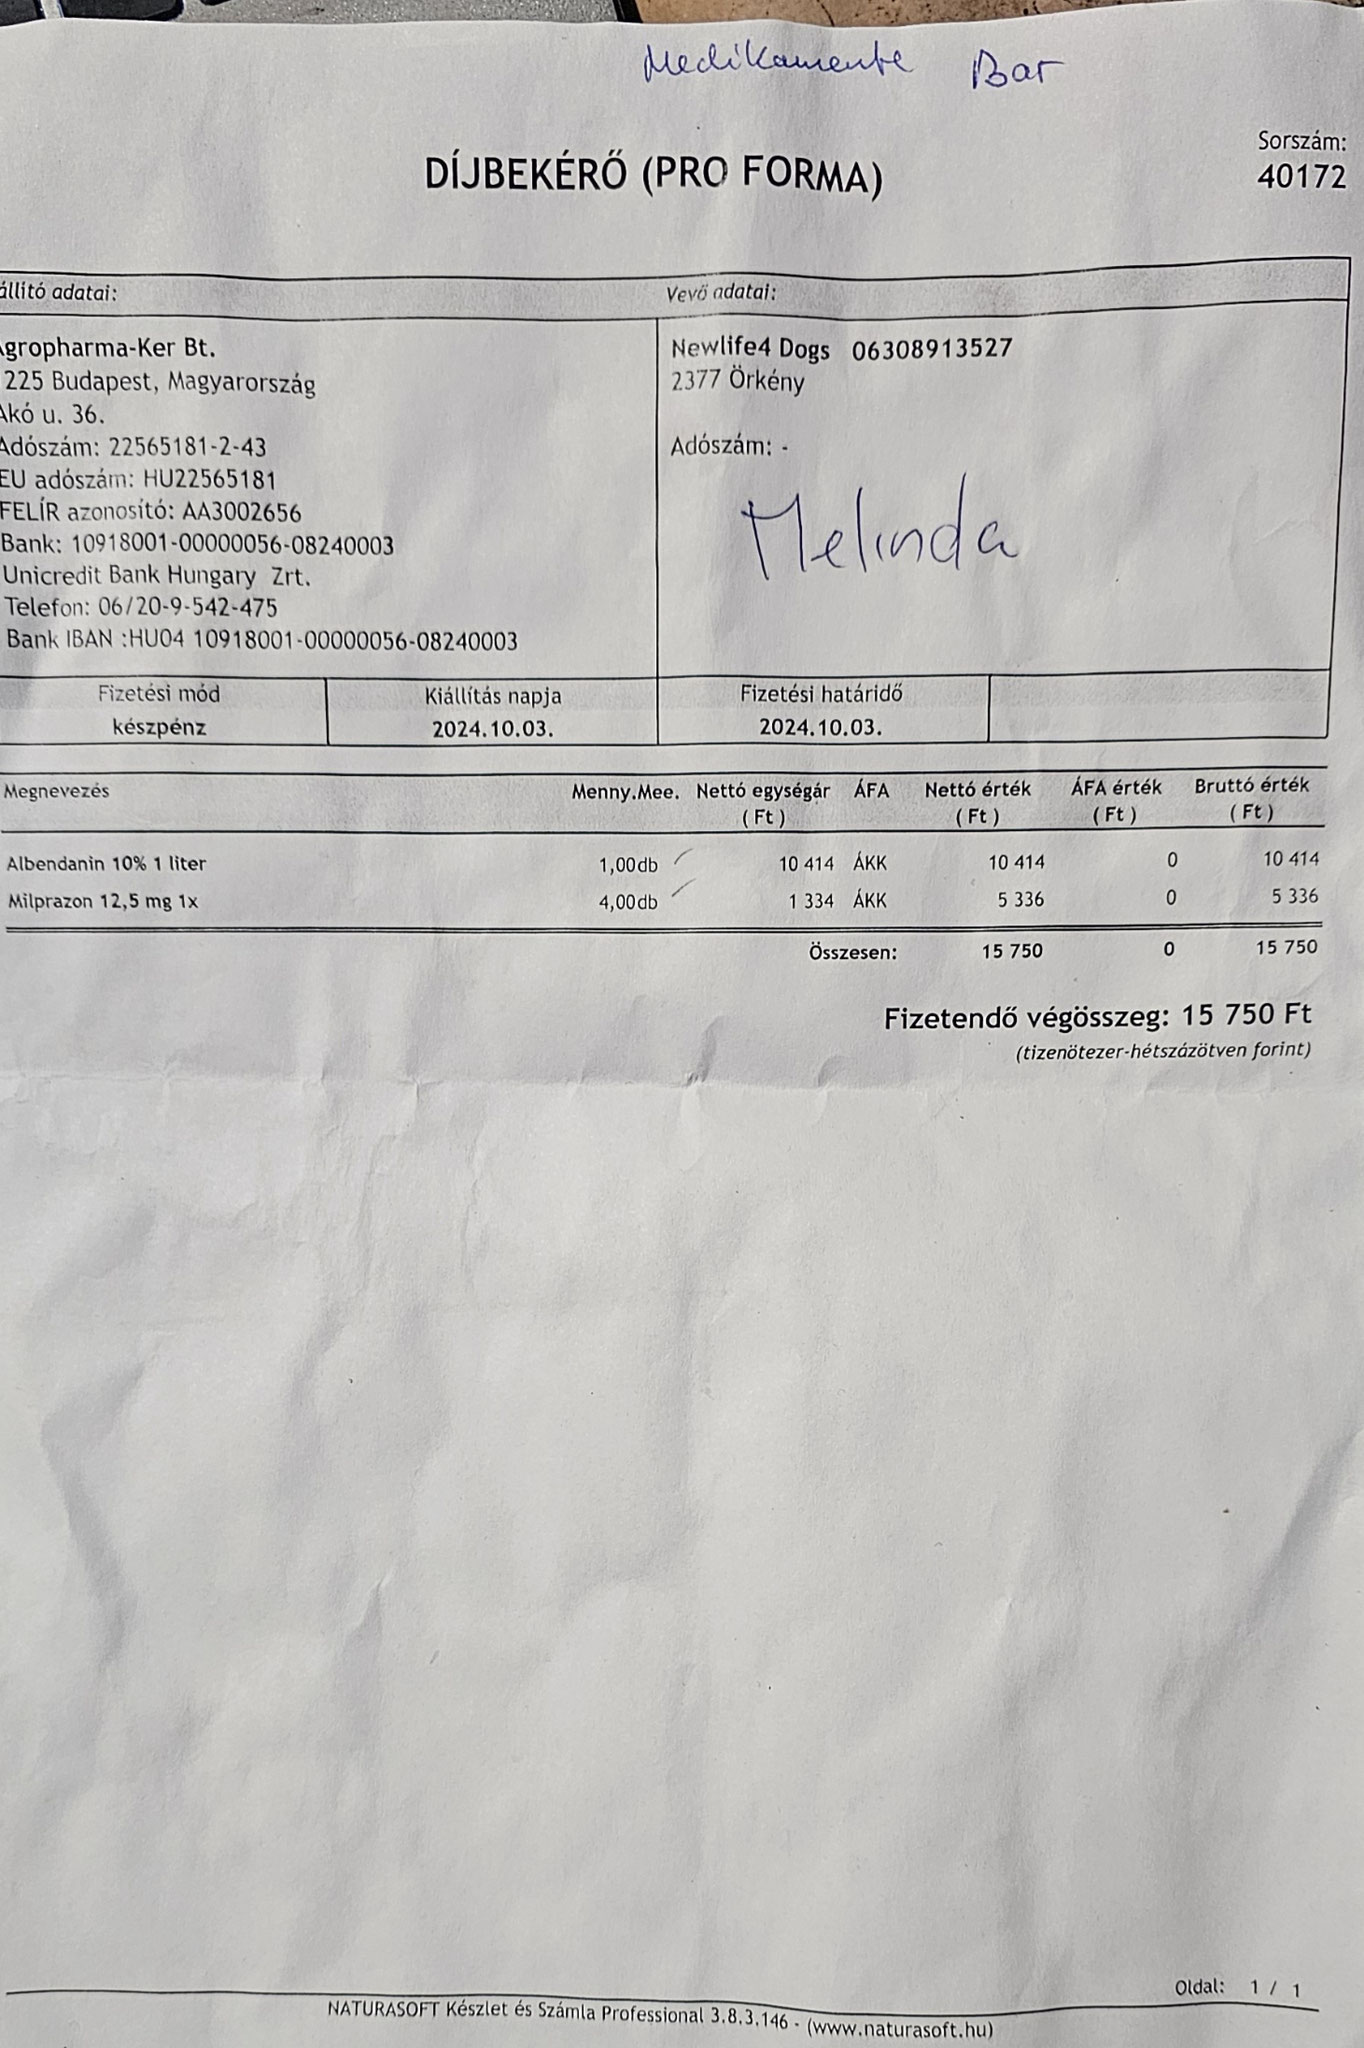 Medikamente Bar
DÍJBEKÉRŐ (PRO FORMA)
Sorszám:
40172
állító adatai:
Vevő adatai:
gropharma-Ker Bt.
225 Budapest, Magyarország
Akó u. 36.
Adószám: 22565181-2-43
EU adószám: HU22565181
FELÍR azonosító: AA3002656
Bank: 10918001-00000056-08240003
Unicredit Bank Hungary Zrt.
Telefon: 06/20-9-542-475
Bank IBAN :HU04 10918001-00000056-08240003
Newlife4 Dogs 06308913527
2377 Örkény
Adószám: -
Melinda
Fizetési mód Kiállítás napja Fizetési határidő
készpénz 2024.10.03. 2024.10.03.
Megnevezés Menny.Mee. Nettó egységár ÁFA Nettó érték ÁFA érték Bruttó érték
(Ft) (Ft) (Ft) (Ft)
Albendanin 10% 1 liter 1,00db 10 414 ÁKK 10 414 0 10 414
Milprazon 12,5 mg 1x 4,00db 1 334 ÁKK 5 336 0 5 336
Összesen: 15 750 0 15 750
Fizetendő végösszeg: 15 750 Ft
(tizenötezer-hétszázötven forint)
Oldal: 1 / 1
NATURASOFT Készlet és Számla Professional 3.8.3.146 - (www.naturasoft.hu)